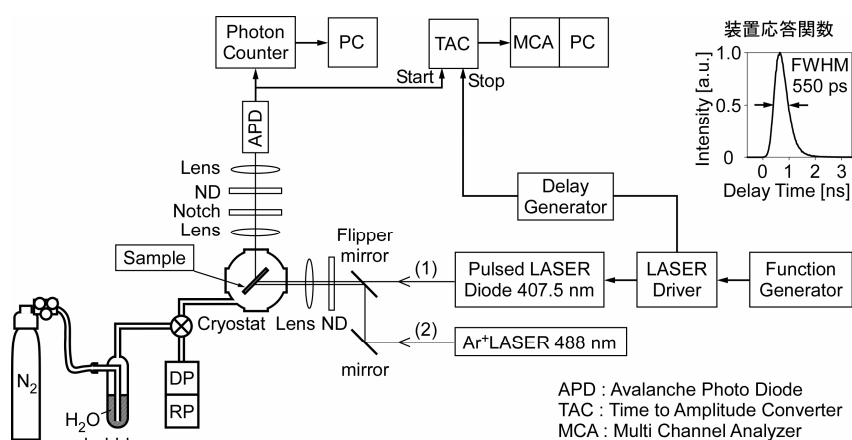 Photon
Counter
PC
TAC
MCA
PC
Start
Stop
装置応答関数
Intensity [a.u.]
1.0
0.5
0
FWHM
550 ps
0 1 2 3
Delay Time [ns]
APD
Lens
ND
Notch
Lens
Delay
Generator
Sample
Flipper
mirror
(1)
Pulsed LASER
Diode 407.5 nm
LASER
Driver
Function
Generator
Cryostat
Lens
ND
(2)
Ar⁺LASER 488 nm
mirror
N₂
H₂O
DP
RP
APD : Avalanche Photo Diode
TAC : Time to Amplitude Converter
MCA : Multi Channel Analyzer